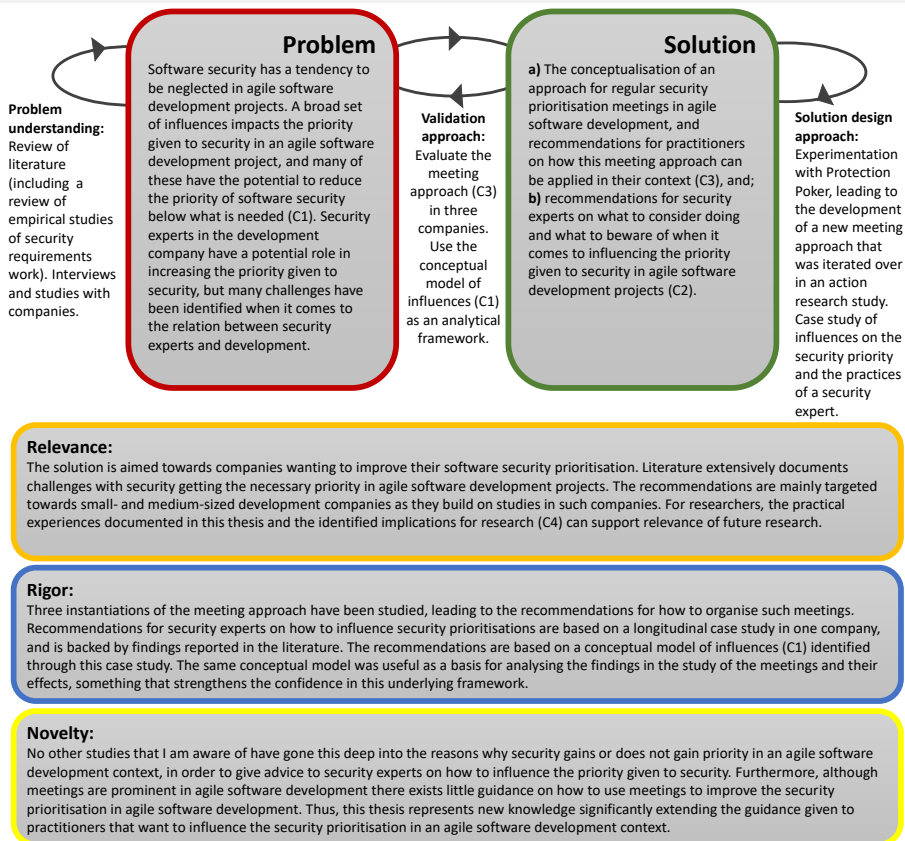 Problem
understanding:
Review of
literature
(including a
review of
empirical studies
of security
requirements
work). Interviews
and studies with
companies.
Problem
Software security has a tendency to
be neglected in agile software
development projects. A broad set
of influences impacts the priority
given to security in an agile software
development project, and many of
these have the potential to reduce
the priority of software security
below what is needed (C1). Security
experts in the development
company have a potential role in
increasing the priority given to
security, but many challenges have
been identified when it comes to
the relation between security
experts and development.
Validation
approach:
Evaluate the
meeting
approach (C3)
in three
companies.
Use the
conceptual
model of
influences (C1)
as an analytical
framework.
Solution
a) The conceptualisation of an
approach for regular security
prioritisation meetings in agile
software development, and
recommendations for practitioners
on how this meeting approach can
be applied in their context (C3), and;
b) recommendations for security
experts on what to consider doing
and what to beware of when it
comes to influencing the priority
given to security in agile software
development projects (C2).
Solution design
approach:
Experimentation
with Protection
Poker, leading to
the development
of a new meeting
approach that
was iterated over
in an action
research study.
Case study of
influences on the
security priority
and the practices
of a security
expert.
Relevance:
The solution is aimed towards companies wanting to improve their software security prioritisation. Literature extensively documents
challenges with security getting the necessary priority in agile software development projects. The recommendations are mainly targeted
towards small- and medium-sized development companies as they build on studies in such companies. For researchers, the practical
experiences documented in this thesis and the identified implications for research (C4) can support relevance of future research.
Rigor:
Three instantiations of the meeting approach have been studied, leading to the recommendations for how to organise such meetings.
Recommendations for security experts on how to influence security prioritisations are based on a longitudinal case study in one company,
and is backed by findings reported in the literature. The recommendations are based on a conceptual model of influences (C1) identified
through this case study. The same conceptual model was useful as a basis for analysing the findings in the study of the meetings and their
effects, something that strengthens the confidence in this underlying framework.
Novelty:
No other studies that I am aware of have gone this deep into the reasons why security gains or does not gain priority in an agile software
development context, in order to give advice to security experts on how to influence the priority given to security. Furthermore, although
meetings are prominent in agile software development there exists little guidance on how to use meetings to improve the security
prioritisation in agile software development. Thus, this thesis represents new knowledge significantly extending the guidance given to
practitioners that want to influence the security prioritisation in an agile software development context.